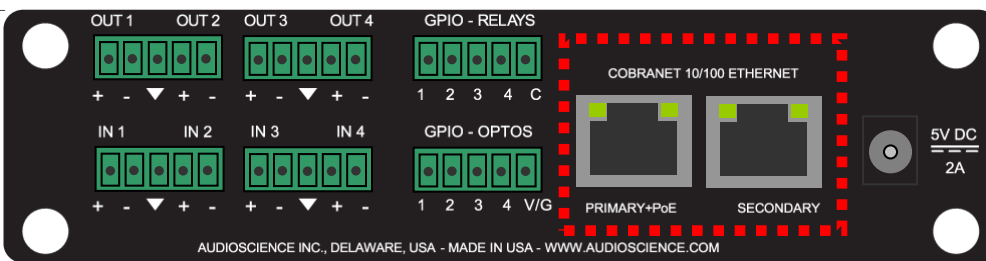 OUT 1 OUT 2 OUT 3 OUT 4 GPIO - RELAYS
+ - + - + - + - 1 2 3 4 C
COBRANET 10/100 ETHERNET
IN 1 IN 2 IN 3 IN 4 GPIO - OPTOS
+ - + - + - + - 1 2 3 4 V/G
PRIMARY+PoE SECONDARY
5V DC
2A
AUDIOSCIENCE INC., DELAWARE, USA - MADE IN USA - WWW.AUDIOSCIENCE.COM